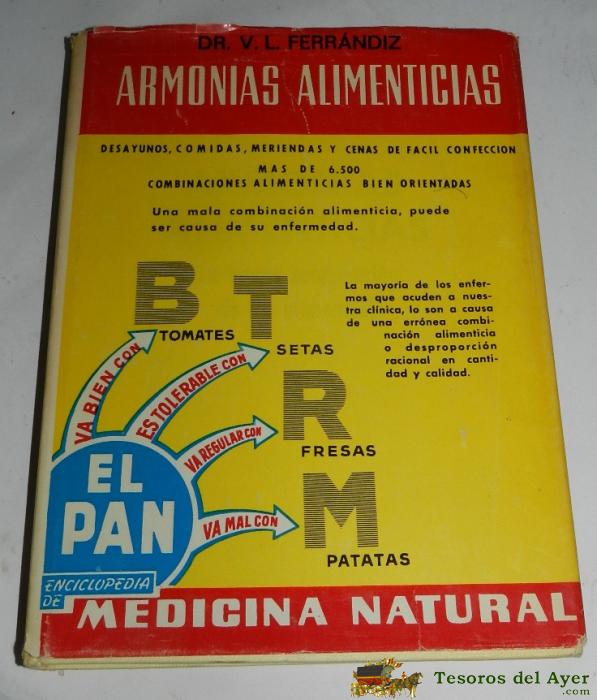 DR. V. L. FERRÁNDIZ
ARMONIAS ALIMENTICIAS
DESAYUNOS, COMIDAS, MERIENDAS Y CENAS DE FACIL CONFECCION
MAS DE 6.500
COMBINACIONES ALIMENTICIAS BIEN ORIENTADAS
Una mala combinación alimenticia, puede
ser causa de su enfermedad.
La mayoría de los enfer-
mos que acuden a nues-
tra clínica, lo son a causa
de una errónea combi-
nación alimenticia
o desproporción
racional en canti-
dad y calidad.
B
TOMATES
T
SETAS
R
FRESAS
M
PATATAS
VA BIEN CON
ES TOLERABLE CON
VA REGULAR CON
VA MAL CON
EL
PAN
ENCICLOPEDIA
DE
MEDICINA NATURAL
Tesoros del Ayer
.com